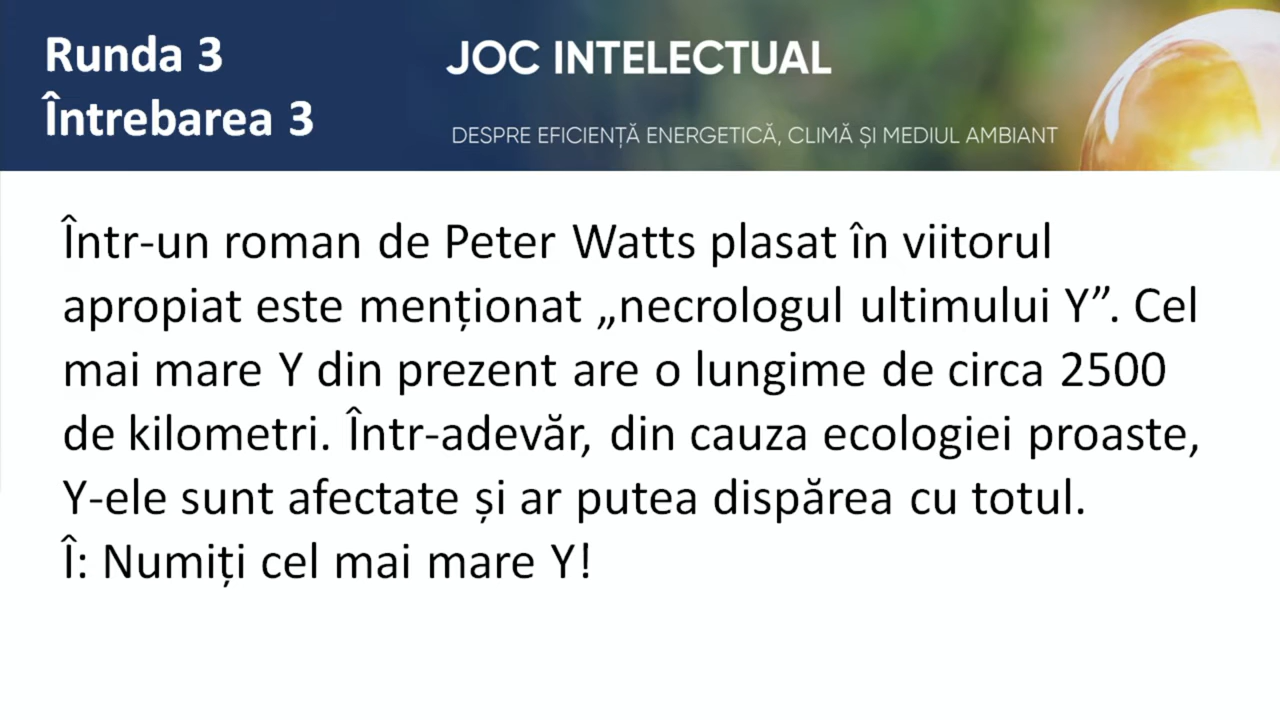 Runda 3
Întrebarea 3
JOC INTELECTUAL
DESPRE EFICIENȚĂ ENERGETICĂ, CLIMĂ ȘI MEDIUL AMBIANT
Într-un roman de Peter Watts plasat în viitorul
apropiat este menționat „necrologul ultimului Y”. Cel
mai mare Y din prezent are o lungime de circa 2500
de kilometri. Într-adevăr, din cauza ecologiei proaste,
Y-ele sunt afectate și ar putea dispărea cu totul.
Î: Numiți cel mai mare Y!